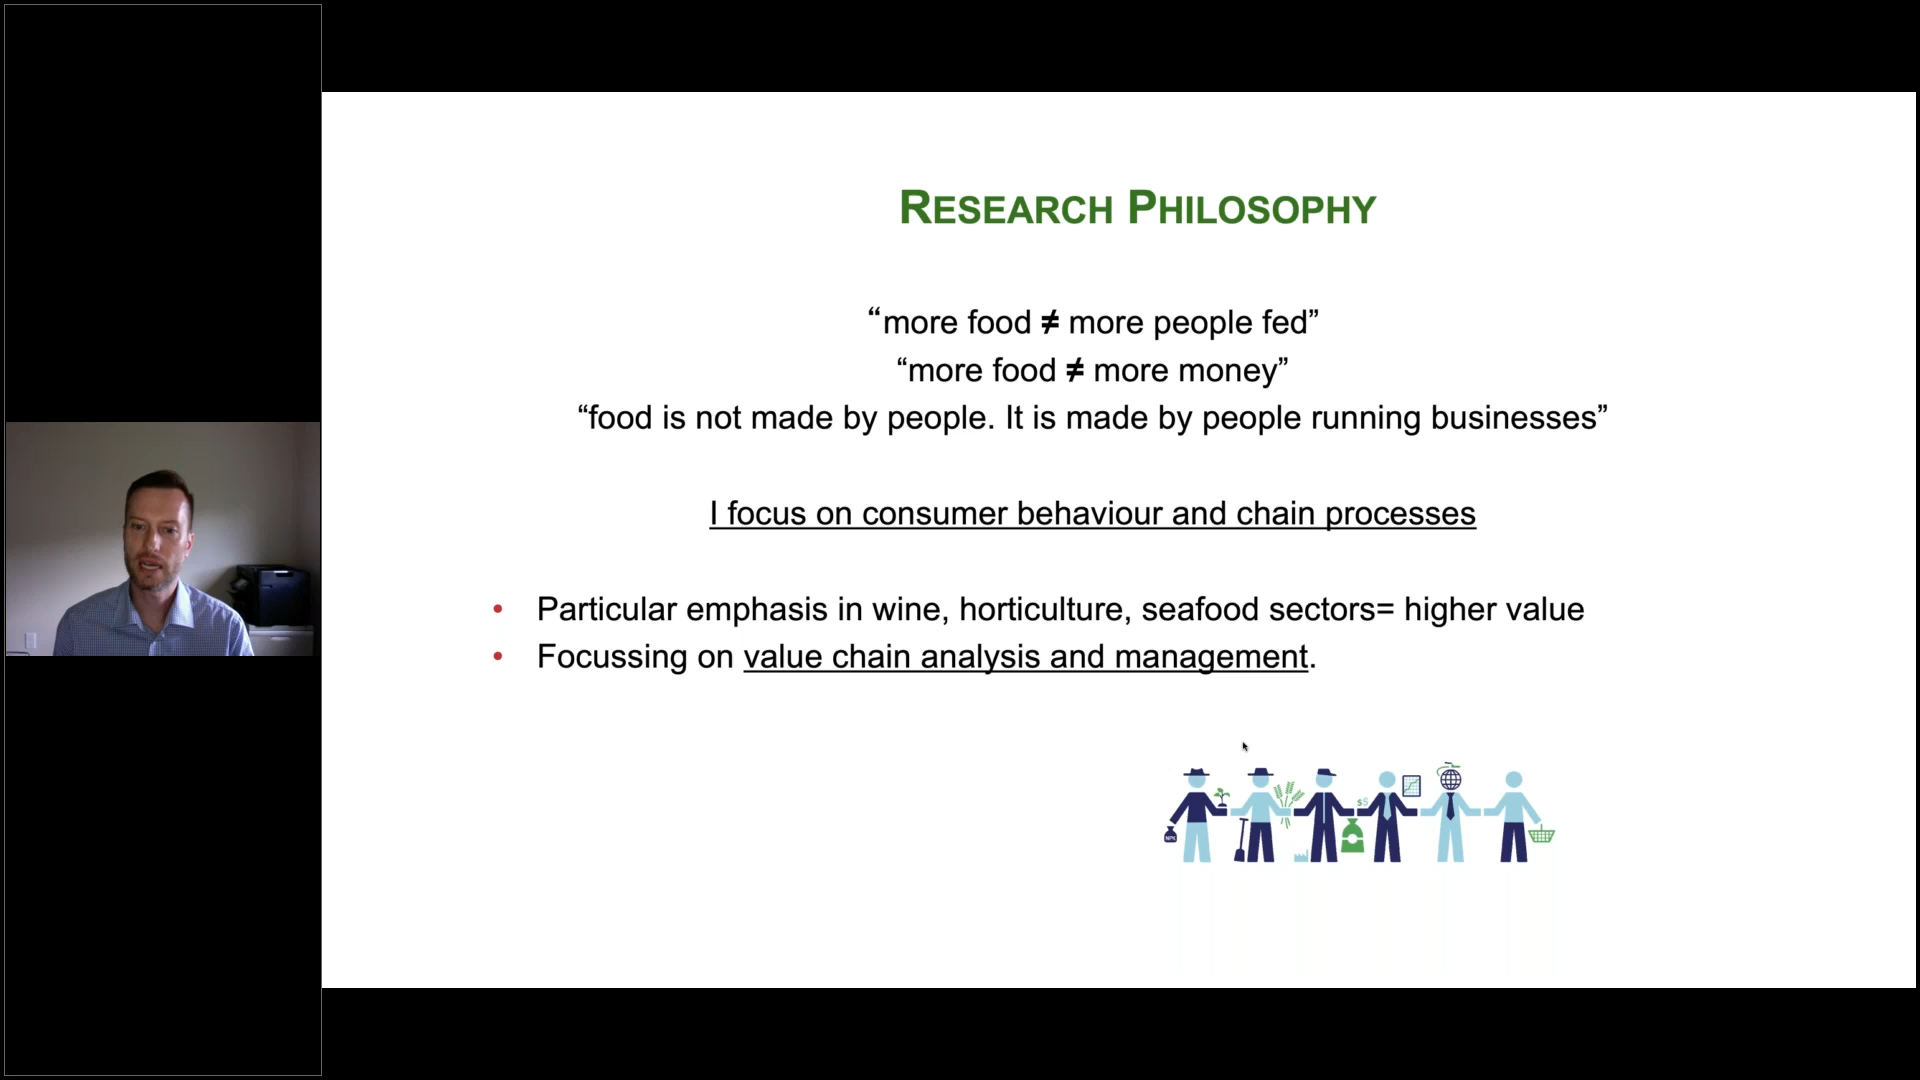 RESEARCH PHILOSOPHY
“more food ≠ more people fed”
“more food ≠ more money”
“food is not made by people. It is made by people running businesses”
I focus on consumer behaviour and chain processes
• Particular emphasis in wine, horticulture, seafood sectors= higher value
• Focussing on value chain analysis and management.
$$
NPK